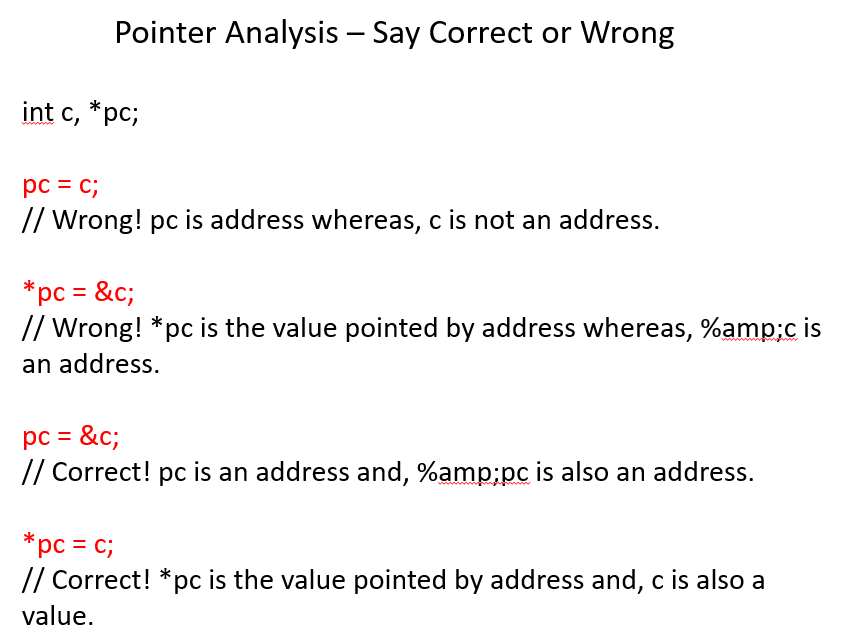 Pointer Analysis – Say Correct or Wrong
int c, *pc;
pc = c;
// Wrong! pc is address whereas, c is not an address.
*pc = &c;
// Wrong! *pc is the value pointed by address whereas, %amp;c is
an address.
pc = &c;
// Correct! pc is an address and, %amp;pc is also an address.
*pc = c;
// Correct! *pc is the value pointed by address and, c is also a
value.